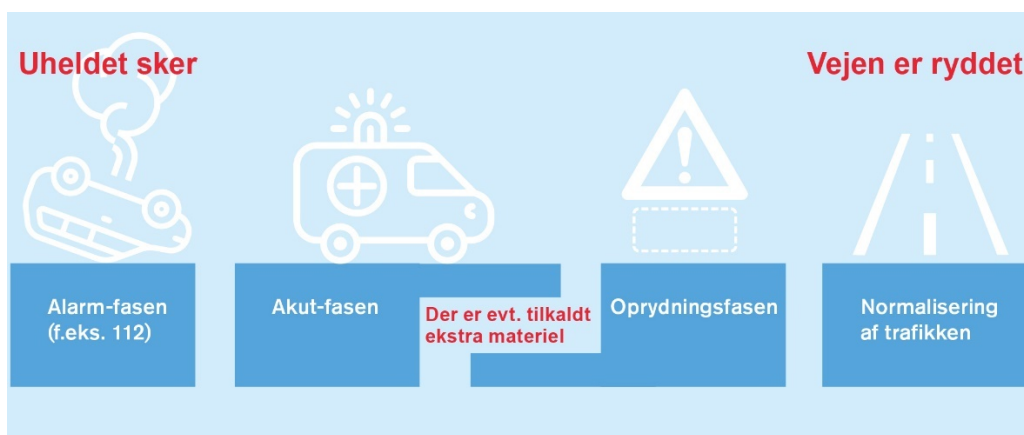 Uheldet sker
Vejen er ryddet
Alarm-fasen
(f.eks. 112)
Akut-fasen
Der er evt. tilkaldt
ekstra materiel
Oprydningsfasen
Normalisering
af trafikken